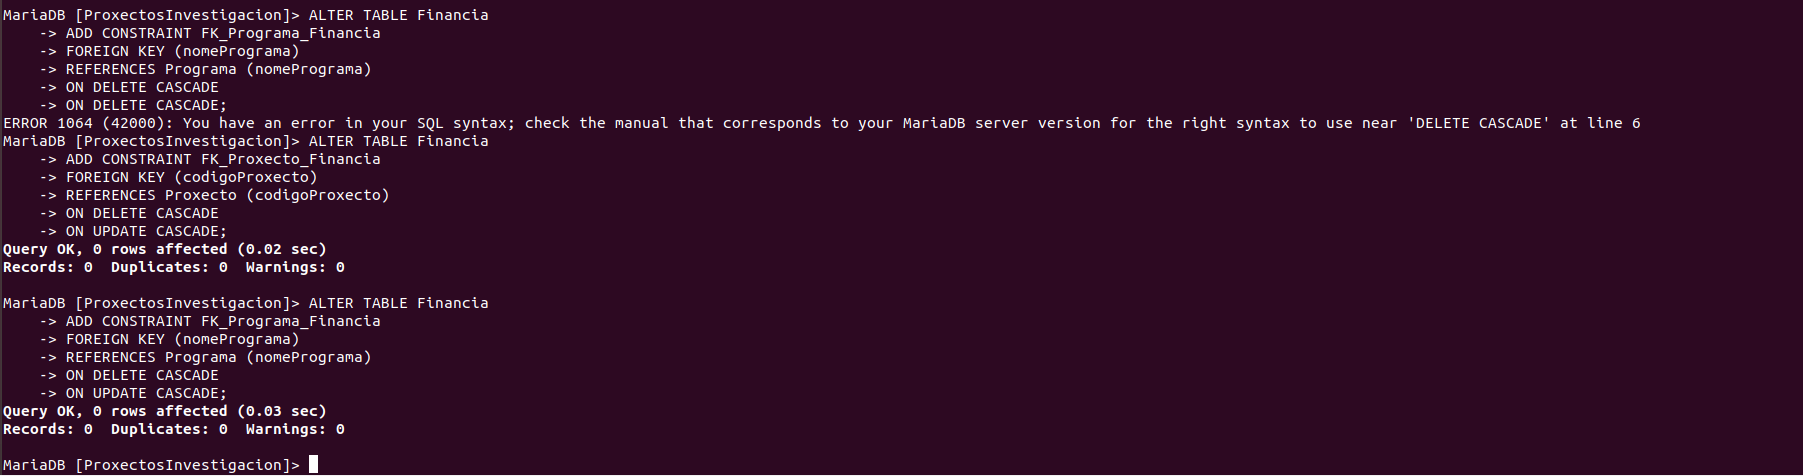 MariaDB [ProxectosInvestigacion]> ALTER TABLE Financia
    -> ADD CONSTRAINT FK_Programa_Financia
    -> FOREIGN KEY (nomePrograma)
    -> REFERENCES Programa (nomePrograma)
    -> ON DELETE CASCADE
    -> ON DELETE CASCADE;
ERROR 1064 (42000): You have an error in your SQL syntax; check the manual that corresponds to your MariaDB server version for the right syntax to use near 'DELETE CASCADE' at line 6
MariaDB [ProxectosInvestigacion]> ALTER TABLE Financia
    -> ADD CONSTRAINT FK_Proxecto_Financia
    -> FOREIGN KEY (codigoProxecto)
    -> REFERENCES Proxecto (codigoProxecto)
    -> ON DELETE CASCADE
    -> ON UPDATE CASCADE;
Query OK, 0 rows affected (0.02 sec)
Records: 0  Duplicates: 0  Warnings: 0

MariaDB [ProxectosInvestigacion]> ALTER TABLE Financia
    -> ADD CONSTRAINT FK_Programa_Financia
    -> FOREIGN KEY (nomePrograma)
    -> REFERENCES Programa (nomePrograma)
    -> ON DELETE CASCADE
    -> ON UPDATE CASCADE;
Query OK, 0 rows affected (0.03 sec)
Records: 0  Duplicates: 0  Warnings: 0

MariaDB [ProxectosInvestigacion]>